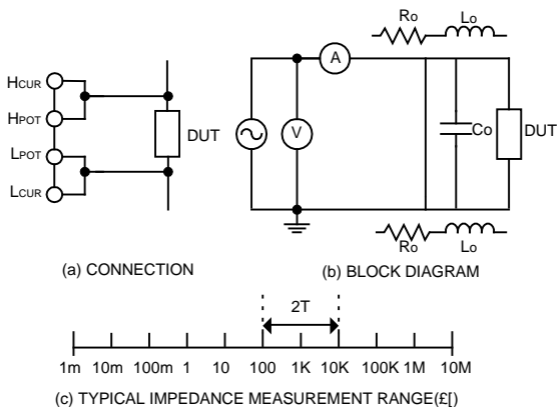 HCUR
HPOT
LPOT
LCUR
DUT
(a) CONNECTION
Ro Lo
A
V
Co
DUT
Ro Lo
(b) BLOCK DIAGRAM
2T
1m 10m 100m 1 10 100 1K 10K 100K 1M 10M
(c) TYPICAL IMPEDANCE MEASUREMENT RANGE(£[)